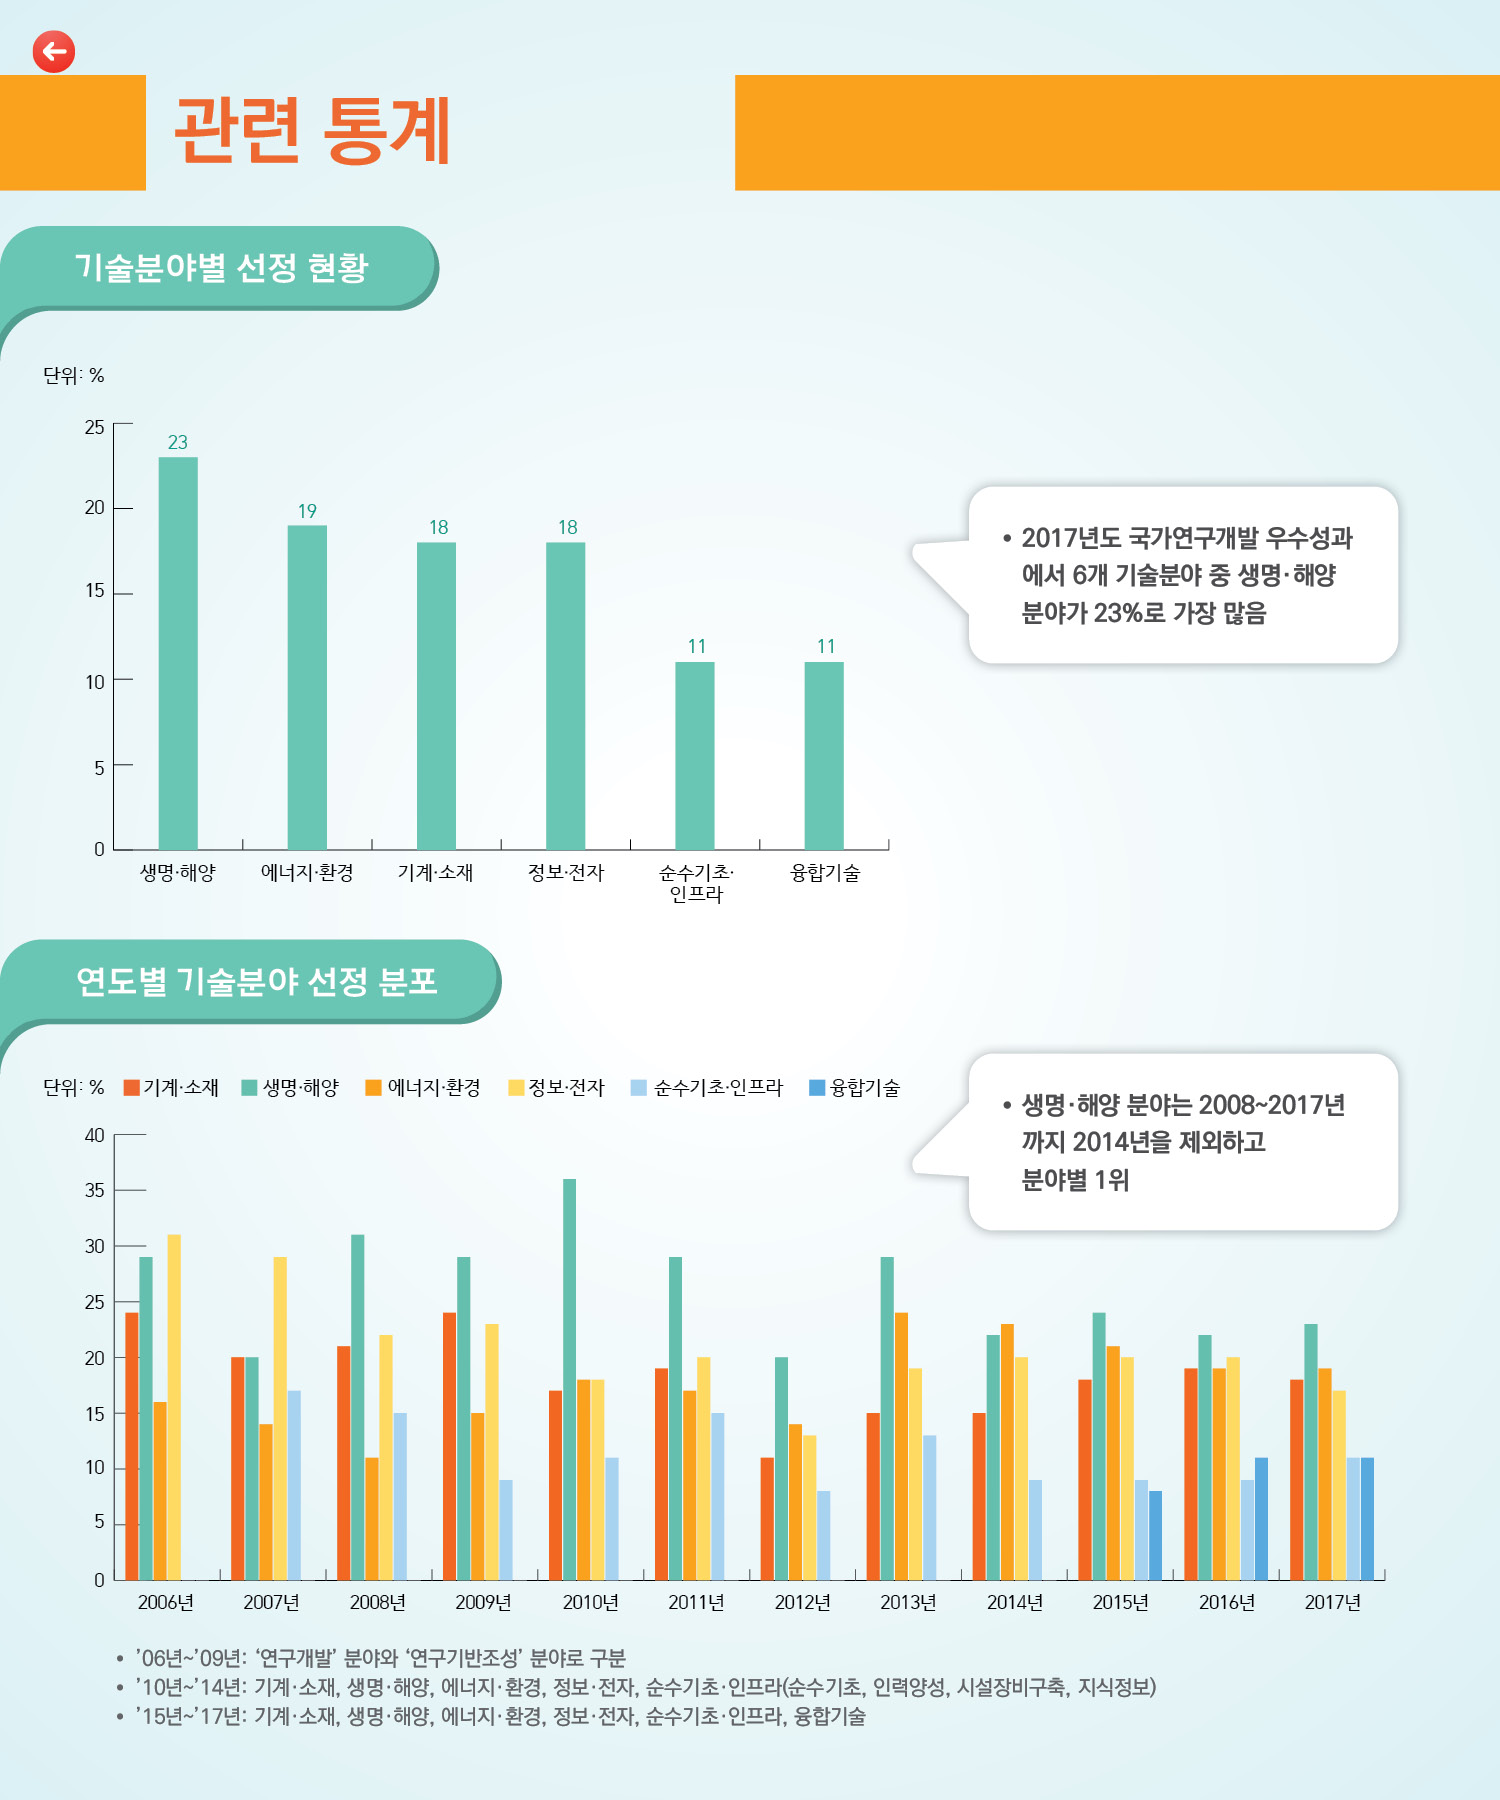 관련 통계
기술분야별 선정 현황
단위: %
25
20
15
10
5
0
23
19
18
18
11
11
생명·해양
에너지·환경
기계·소재
정보·전자
순수기초·
인프라
융합기술
• 2017년도 국가연구개발 우수성과
에서 6개 기술분야 중 생명·해양
분야가 23%로 가장 많음
연도별 기술분야 선정 분포
단위: % 기계·소재 생명·해양 에너지·환경 정보·전자 순수기초·인프라 융합기술
• 생명·해양 분야는 2008~2017년
까지 2014년을 제외하고
분야별 1위
40
35
30
25
20
15
10
5
0
2006년 2007년 2008년 2009년 2010년 2011년 2012년 2013년 2014년 2015년 2016년 2017년
• ’06년~’09년: ‘연구개발’ 분야와 ‘연구기반조성’ 분야로 구분
• ’10년~’14년: 기계·소재, 생명·해양, 에너지·환경, 정보·전자, 순수기초·인프라(순수기초, 인력양성, 시설장비구축, 지식정보)
• ’15년~’17년: 기계·소재, 생명·해양, 에너지·환경, 정보·전자, 순수기초·인프라, 융합기술